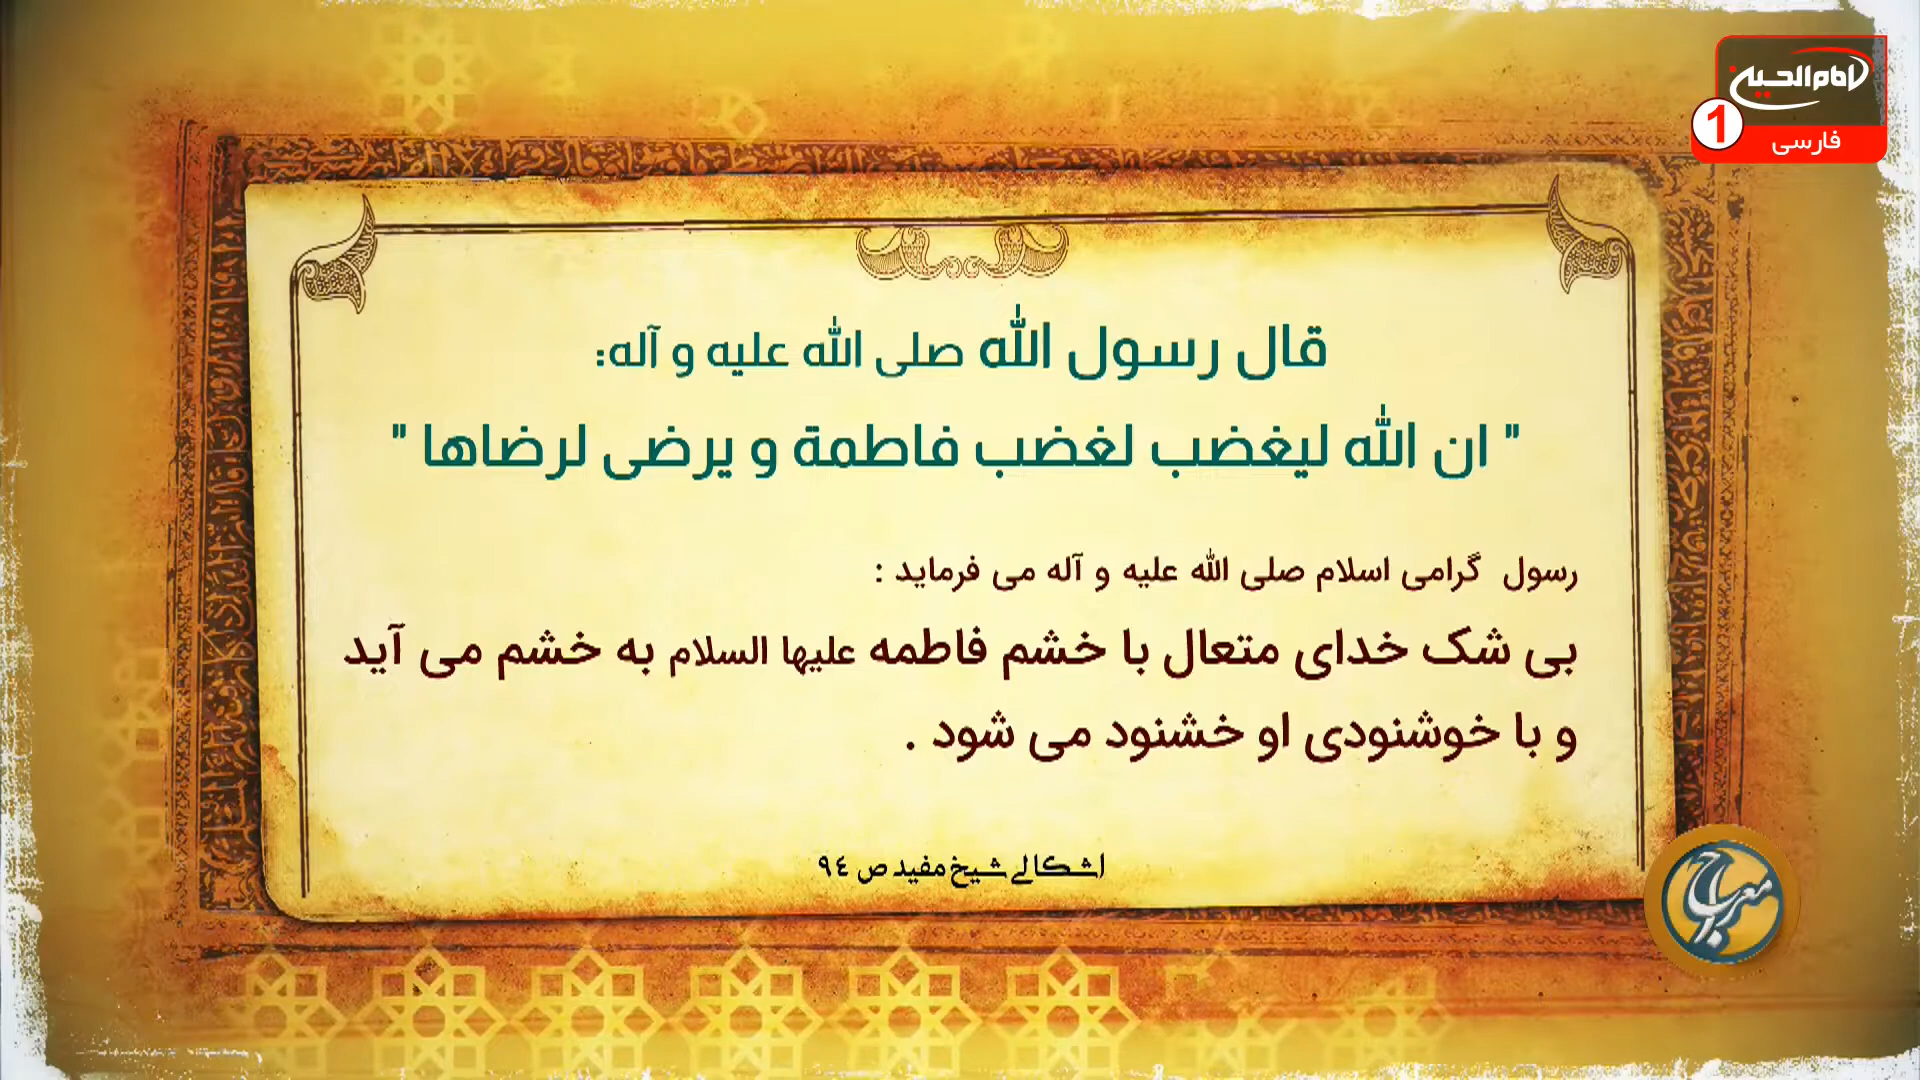 امام الحسین
1
فارسی
قال رسول الله صلی الله علیه و آله:
" ان الله لیغضب لغضب فاطمة و یرضی لرضاها "
رسول گرامی اسلام صلی الله علیه و آله می فرماید :
بی شک خدای متعال با خشم فاطمه علیها السلام به خشم می آید
و با خوشنودی او خشنود می شود .
شیخ مفید ص ٩٤
معراج